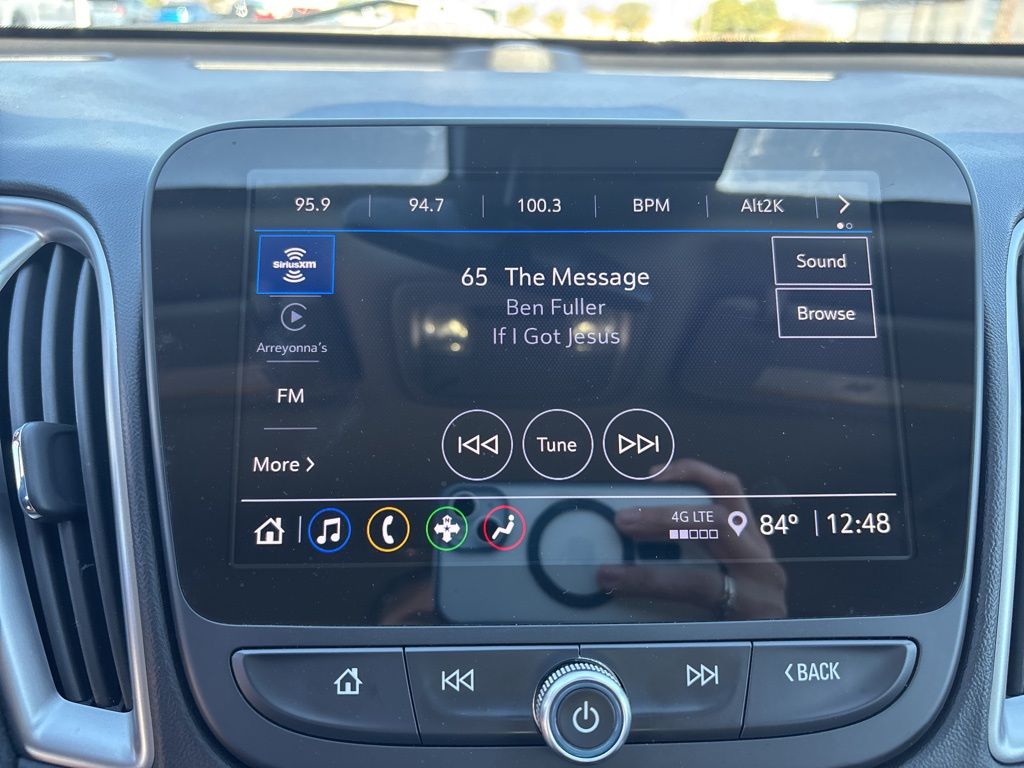 95.9 94.7 100.3 BPM Alt2K
SiriusXM
65 The Message
Sound
Ben Fuller
Browse
If I Got Jesus
Arreyonna's
FM
Tune
More
4G LTE
84° 12:48
BACK